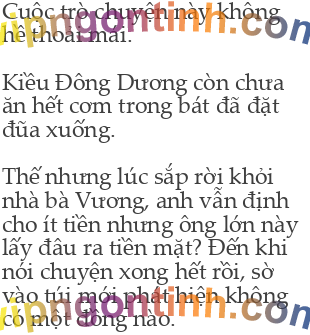 Cuộc trò chuyện này không
hề thoải mái.
Kiều Đông Dương còn chưa
ăn hết cơm trong bát đã đặt
đũa xuống.
Thế nhưng lúc sắp rời khỏi
nhà bà Vương, anh vẫn định
cho ít tiền nhưng ông lớn này
lấy đâu ra tiền mặt? Đến khi
nói chuyện xong hết rồi, sờ
vào túi mới phát hiện không
có một đồng nào.
vipngontinh.com
vipngontinh.com